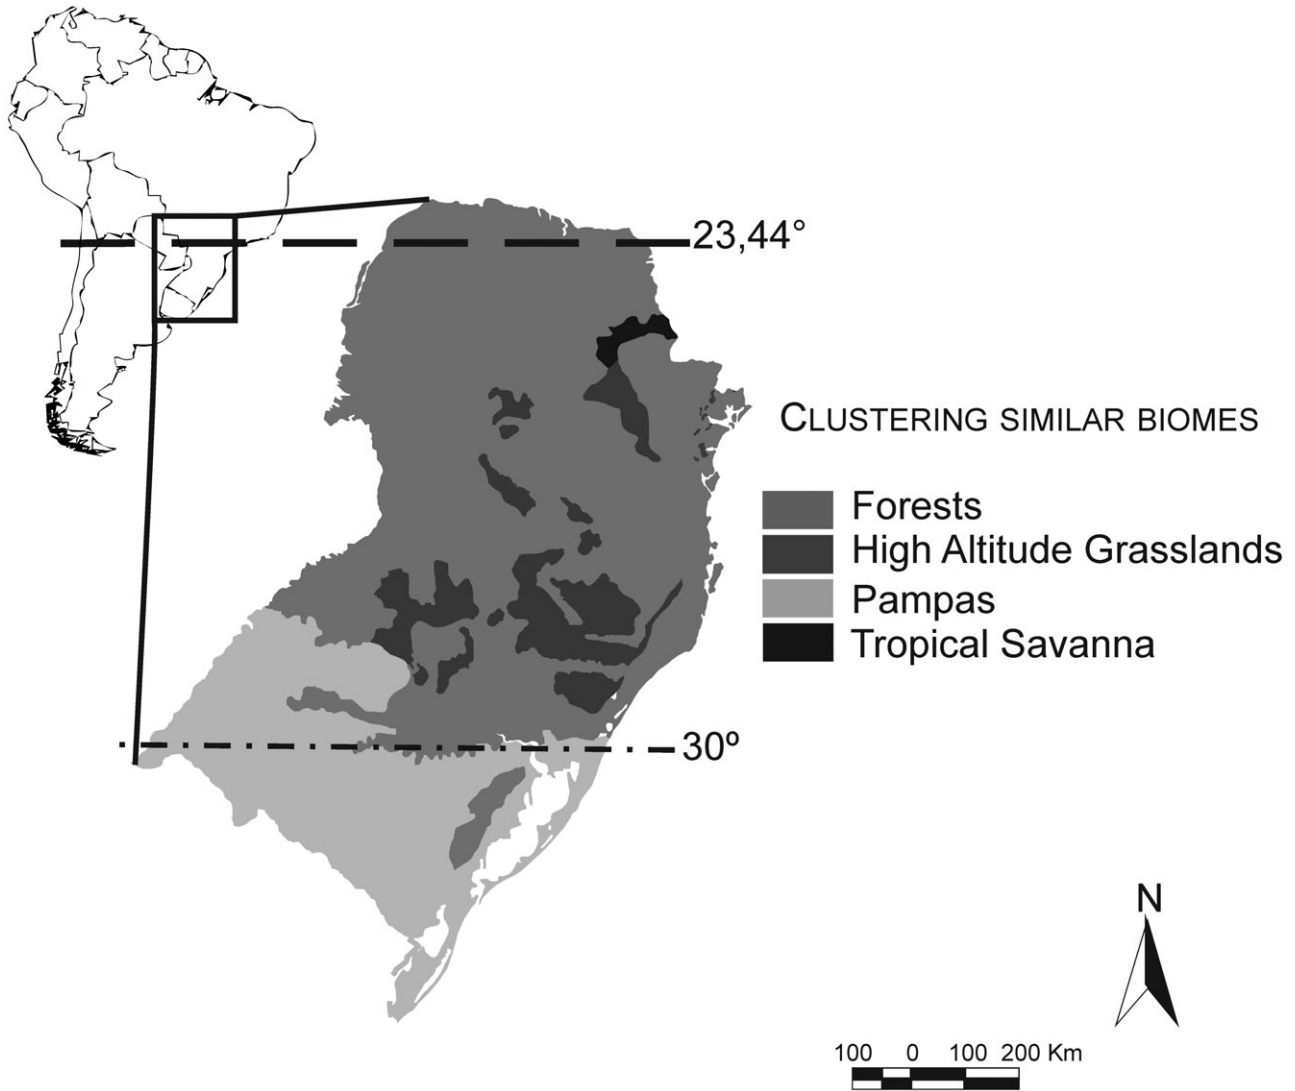 23,44°
CLUSTERING SIMILAR BIOMES
Forests
High Altitude Grasslands
Pampas
Tropical Savanna
30º
N
100 0 100 200 Km